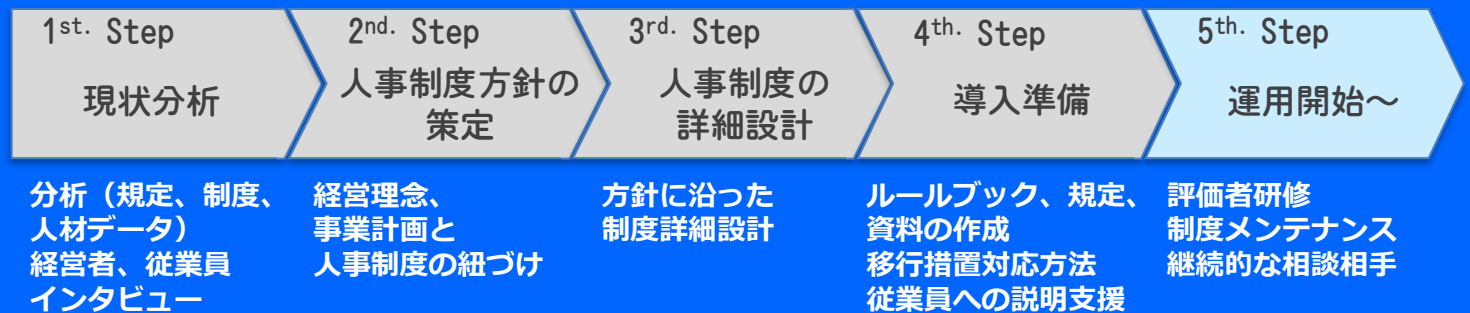 1st. Step
現状分析
2nd. Step
人事制度方針の
策定
3rd. Step
人事制度の
詳細設計
4th. Step
導入準備
5th. Step
運用開始～
分析（規定、制度、
人材データ）
経営者、従業員
インタビュー
経営理念、
事業計画と
人事制度の紐づけ
方針に沿った
制度詳細設計
ルールブック、規定、
資料の作成
移行措置対応方法
従業員への説明支援
評価者研修
制度メンテナンス
継続的な相談相手